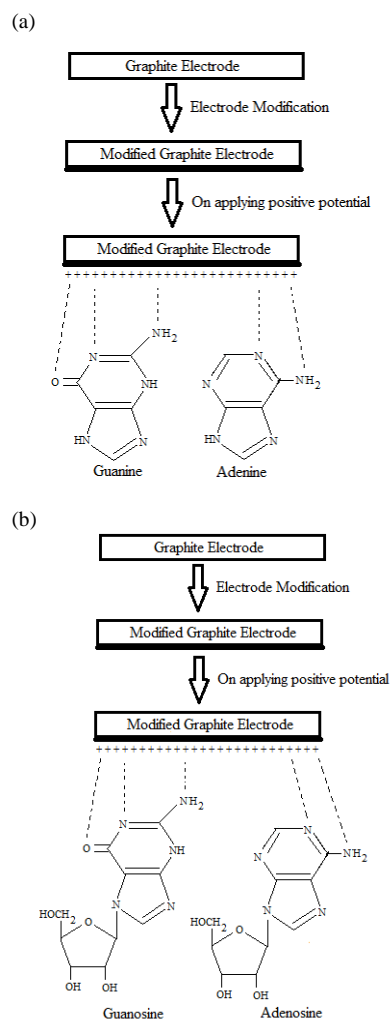 (a)
Graphite Electrode
Electrode Modification
Modified Graphite Electrode
On applying positive potential
Modified Graphite Electrode
++++++++++++++++++++++++++
NH2
N
N
O
NH
N
NH2
HN
N
HN
N
Guanine
Adenine
(b)
Graphite Electrode
Electrode Modification
Modified Graphite Electrode
On applying positive potential
Modified Graphite Electrode
+++++++++++++++++++++++++
NH2
N
N
O
NH
N
NH2
N
N
N
N
HOCH2
O
HOCH2
O
OH
OH
OH
OH
Guanosine
Adenosine